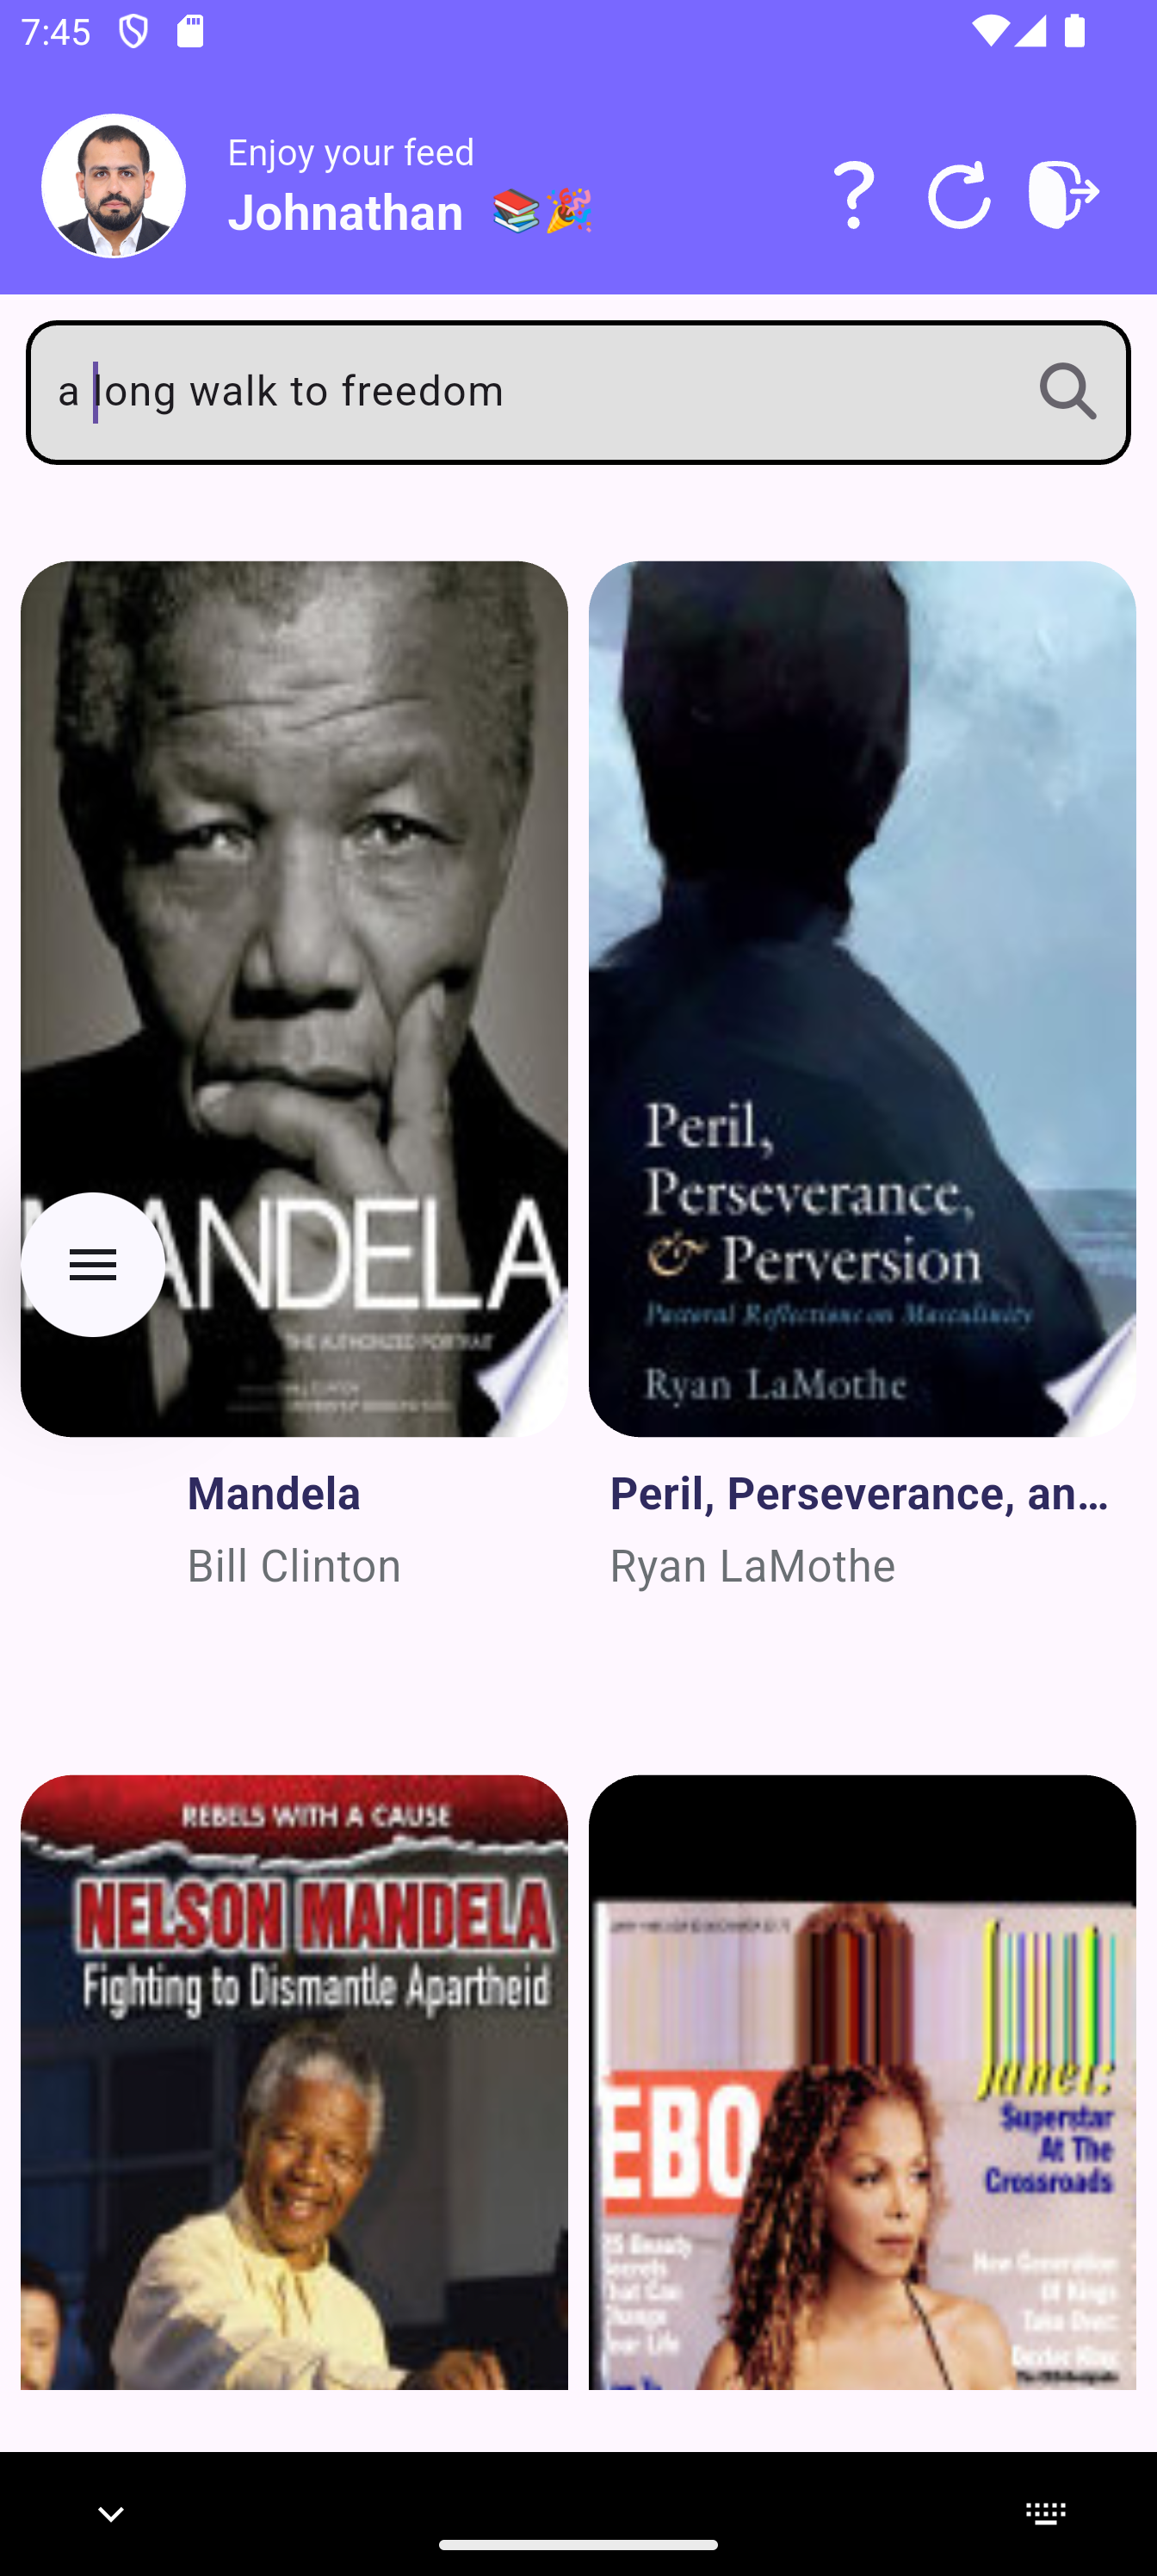 7:45
Enjoy your feed
Johnathan 📚🎉
a long walk to freedom
MANDELA
THE AUTHORIZED PORTRAIT
Peril,
Perseverance,
& Perversion
Pastoral Reflections on Masculinity
Ryan LaMothe
Mandela
Bill Clinton
Peril, Perseverance, an...
Ryan LaMothe
REBELS WITH A CAUSE
NELSON MANDELA
Fighting to Dismantle Apartheid
EBO
Janet:
Superstar
At The
Crossroads
25 Beauty
Secrets
That Can
Change
Your Life
New Generation
Of Kings
Take Over:
Dexter King